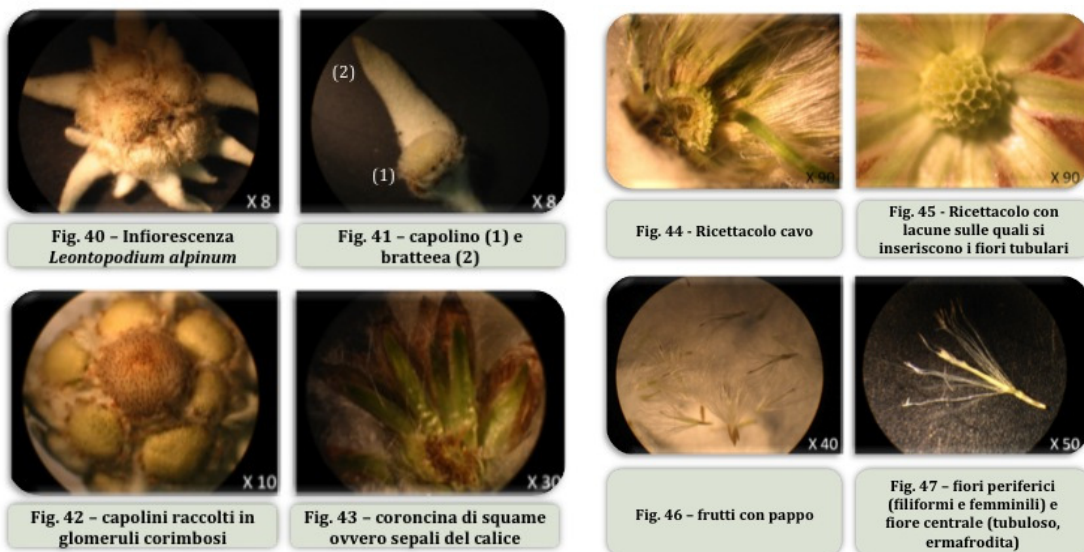 (2)
(1)
X 8
X 8
Fig. 40 – Infiorescenza
Leontopodium alpinum
Fig. 41 – capolino (1) e
bratteea (2)
X 10
X 30
Fig. 42 – capolini raccolti in
glomeruli corimbosi
Fig. 43 – coroncina di squame
ovvero sepali del calice
X 90
X 90
Fig. 44 - Ricettacolo cavo
Fig. 45 - Ricettacolo con
lacune sulle quali si
inseriscono i fiori tubulari
X 40
X 50
Fig. 46 – frutti con pappo
Fig. 47 – fiori periferici
(filiformi e femminili) e
fiore centrale (tubuloso,
ermafrodita)